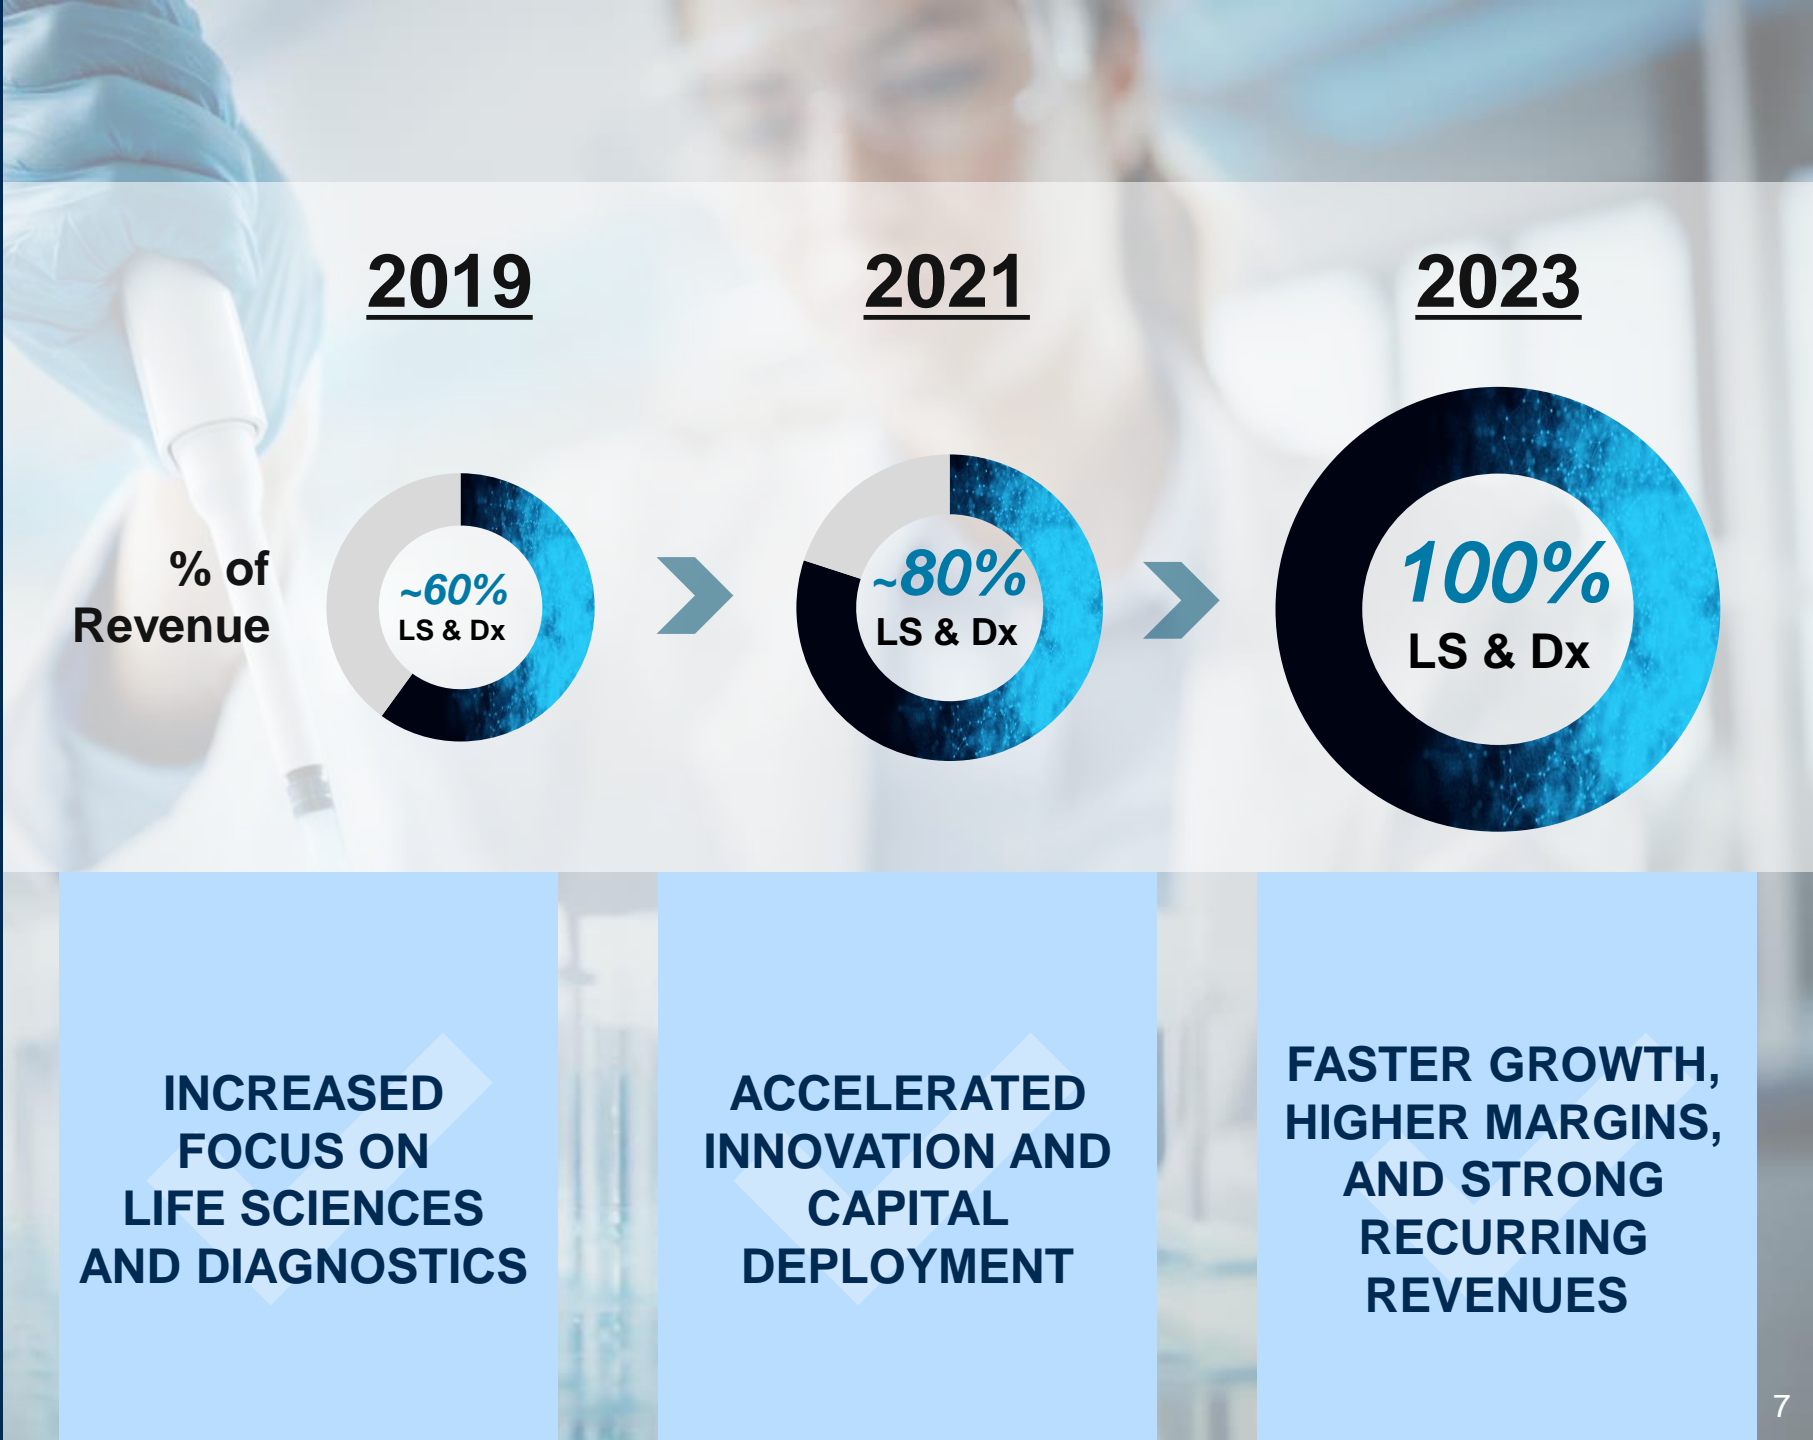 2019
2021
2023
% of
Revenue
~60%
LS & Dx
~80%
LS & Dx
100%
LS & Dx
INCREASED
FOCUS ON
LIFE SCIENCES
AND DIAGNOSTICS
ACCELERATED
INNOVATION AND
CAPITAL
DEPLOYMENT
FASTER GROWTH,
HIGHER MARGINS,
AND STRONG
RECURRING
REVENUES
7